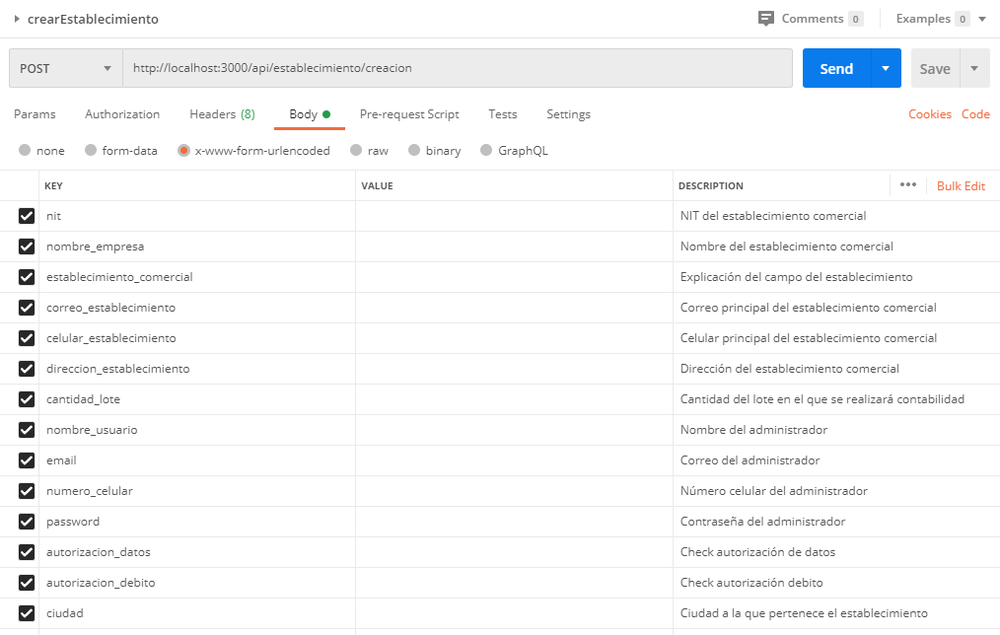 crearEstablecimiento Comments 0 Examples 0
POST http://localhost:3000/api/establecimiento/creacion Send Save
Params Authorization Headers (8) Body Pre-request Script Tests Settings Cookies Code
none form-data x-www-form-urlencoded raw binary GraphQL
KEY VALUE DESCRIPTION ••• Bulk Edit
nit NIT del establecimiento comercial
nombre_empresa Nombre del establecimiento comercial
establecimiento_comercial Explicación del campo del establecimiento
correo_establecimiento Correo principal del establecimiento comercial
celular_establecimiento Celular principal del establecimiento comercial
direccion_establecimiento Dirección del establecimiento comercial
cantidad_lote Cantidad del lote en el que se realizará contabilidad
nombre_usuario Nombre del administrador
email Correo del administrador
numero_celular Número celular del administrador
password Contraseña del administrador
autorizacion_datos Check autorización de datos
autorizacion_debito Check autorización debito
ciudad Ciudad a la que pertenece el establecimiento